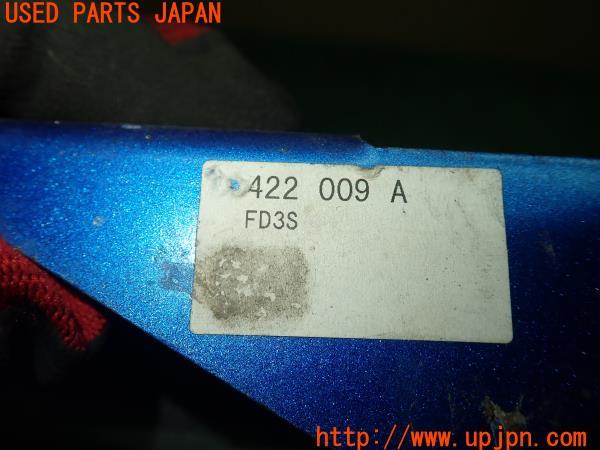 USED PARTS JAPAN
422 009 A
FD3S
http://www.upjpn.com/